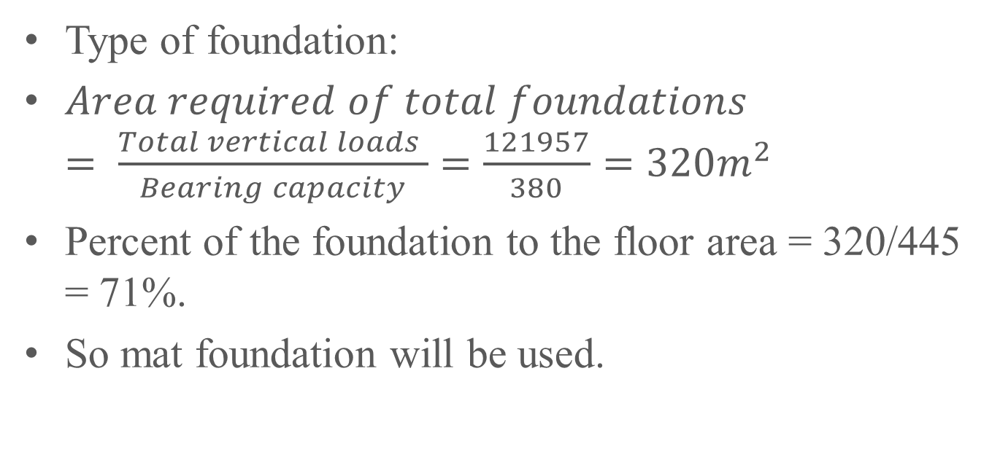 • Type of foundation:
• Area required of total foundations
= Total vertical loads / Bearing capacity = 121957 / 380 = 320m²
• Percent of the foundation to the floor area = 320/445
= 71%.
• So mat foundation will be used.